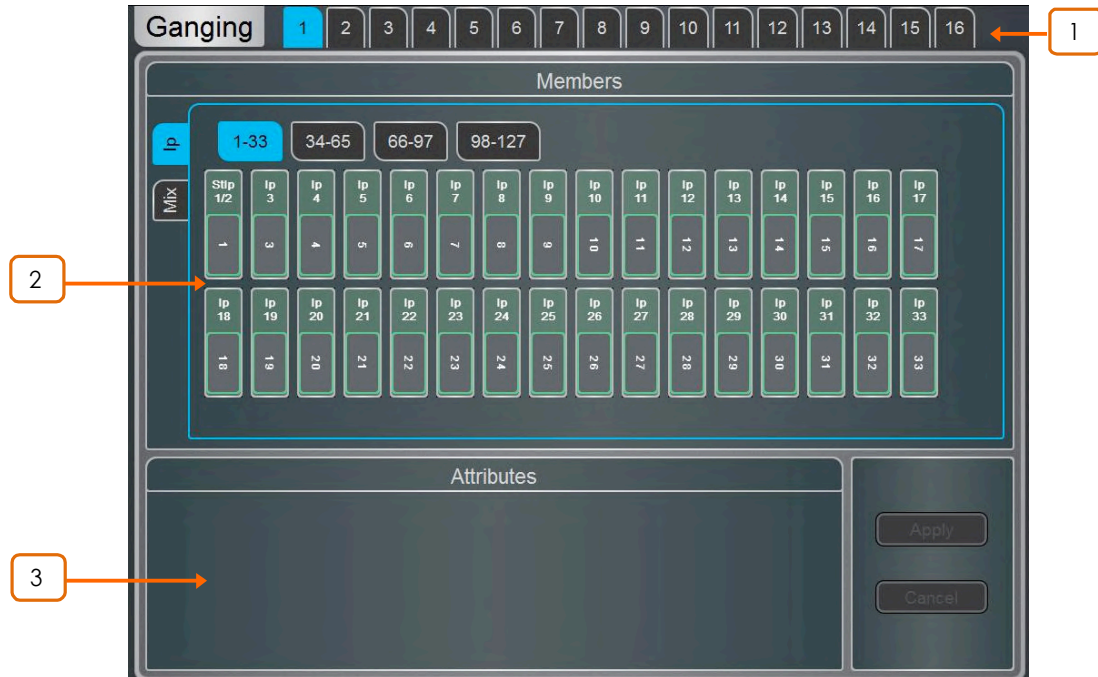 Ganging 1 2 3 4 5 6 7 8 9 10 11 12 13 14 15 16
1
Members
Ip 1-33 34-65 66-97 98-127
Mix
StIp 1/2 Ip 3 Ip 4 Ip 5 Ip 6 Ip 7 Ip 8 Ip 9 Ip 10 Ip 11 Ip 12 Ip 13 Ip 14 Ip 15 Ip 16 Ip 17
1 3 4 5 6 7 8 9 10 11 12 13 14 15 16 17
2
Ip 18 Ip 19 Ip 20 Ip 21 Ip 22 Ip 23 Ip 24 Ip 25 Ip 26 Ip 27 Ip 28 Ip 29 Ip 30 Ip 31 Ip 32 Ip 33
18 19 20 21 22 23 24 25 26 27 28 29 30 31 32 33
Attributes
Apply
3
Cancel